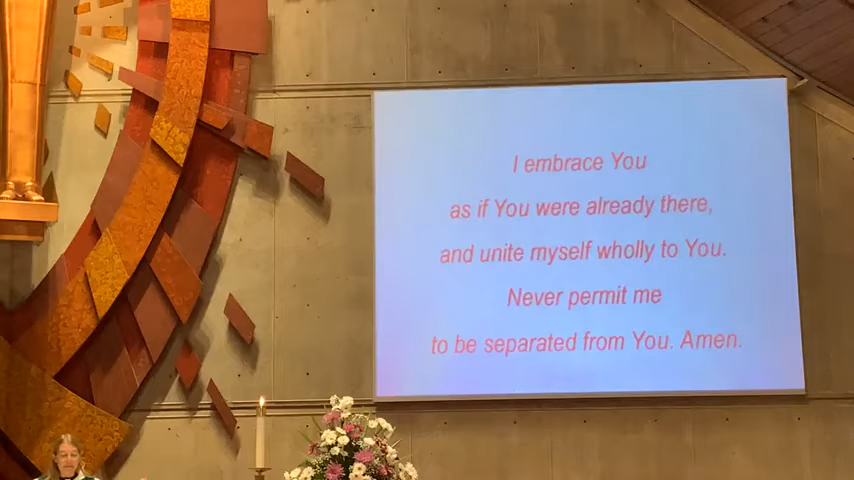 I embrace You
as if You were already there,
and unite myself wholly to You.
Never permit me
to be separated from You. Amen.